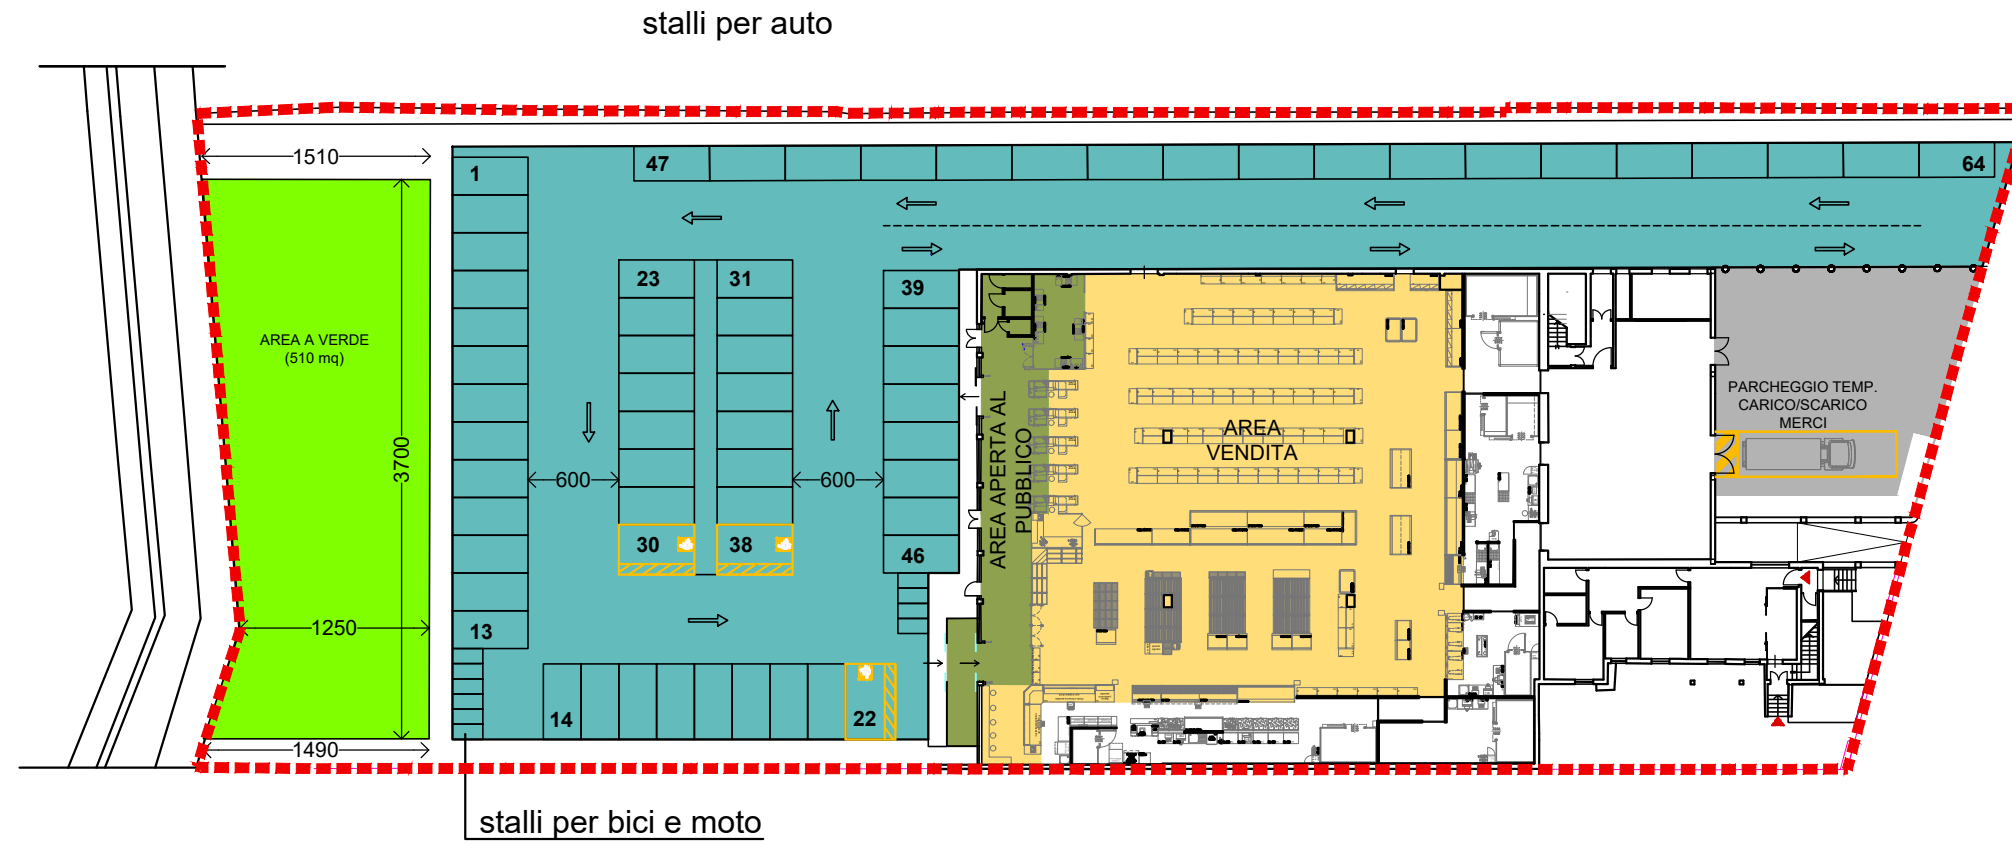 stalli per auto
1510
1
47
64
23
31
39
AREA A VERDE
(510 mq)
3700
600
600
AREA APERTA AL
PUBBLICO
AREA
VENDITA
PARCHEGGIO TEMP.
CARICO/SCARICO
MERCI
30
38
46
1250
13
14
22
1490
stalli per bici e moto